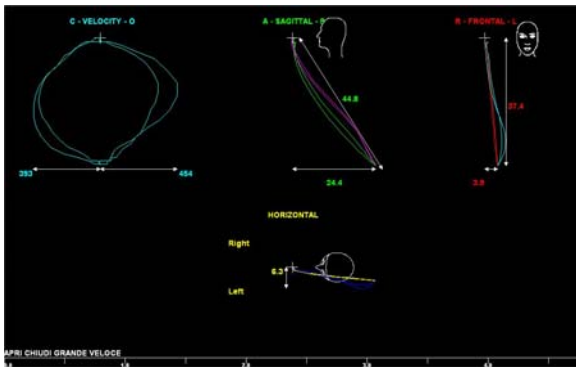 C - VELOCITY - O
A - SAGITTAL - P
R - FRONTAL - L
44.8
37.4
393
454
24.4
3.9
HORIZONTAL
Right
6.3
Left
APRI CHIUDI GRANDE VELOCE